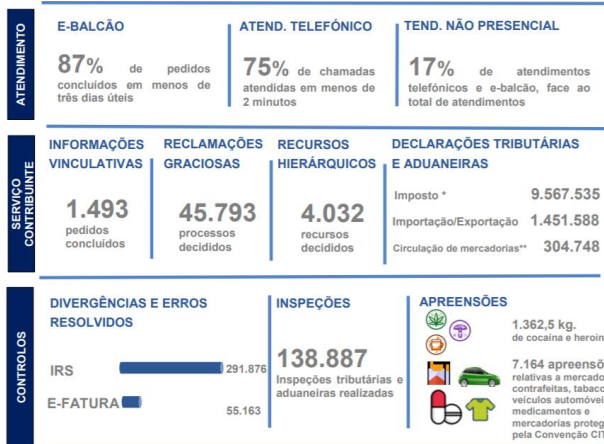 ATENDIMENTO
E-BALCÃO
87% de pedidos
concluídos em menos de
três dias úteis
ATEND. TELEFÓNICO
75% de chamadas
atendidas em menos de
2 minutos
TEND. NÃO PRESENCIAL
17% de atendimentos
telefónicos e e-balcão, face ao
total de atendimentos
SERVIÇO
CONTRIBUINTE
INFORMAÇÕES
VINCULATIVAS
1.493
pedidos
concluídos
RECLAMAÇÕES
GRACIOSAS
45.793
processos
decididos
RECURSOS
HIERÁRQUICOS
4.032
recursos
decididos
DECLARAÇÕES TRIBUTÁRIAS
E ADUANEIRAS
Imposto * 9.567.535
Importação/Exportação 1.451.588
Circulação de mercadorias** 304.748
CONTROLOS
DIVERGÊNCIAS E ERROS
RESOLVIDOS
IRS 291.876
E-FATURA 55.163
INSPEÇÕES
138.887
Inspeções tributárias e
aduaneiras realizadas
APREENSÕES
1.362,5 kg.
de cocaína e heroín
7.164 apreensõ
relativas a mercado
contrafeitas, tabaco
veículos automóvei
medicamentos e
mercadorias proteg
pela Convenção CIT